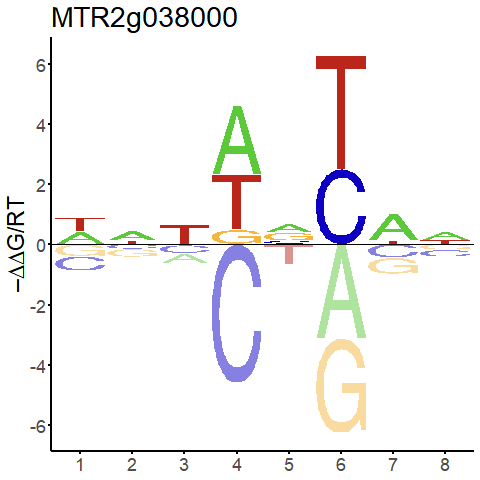 MTR2g038000
−ΔΔG/RT
6
4
2
0
-2
-4
-6
T A G C
A T C G
T C A
A T G C
A G C T
T C A G
A T C G
T A G C
1 2 3 4 5 6 7 8